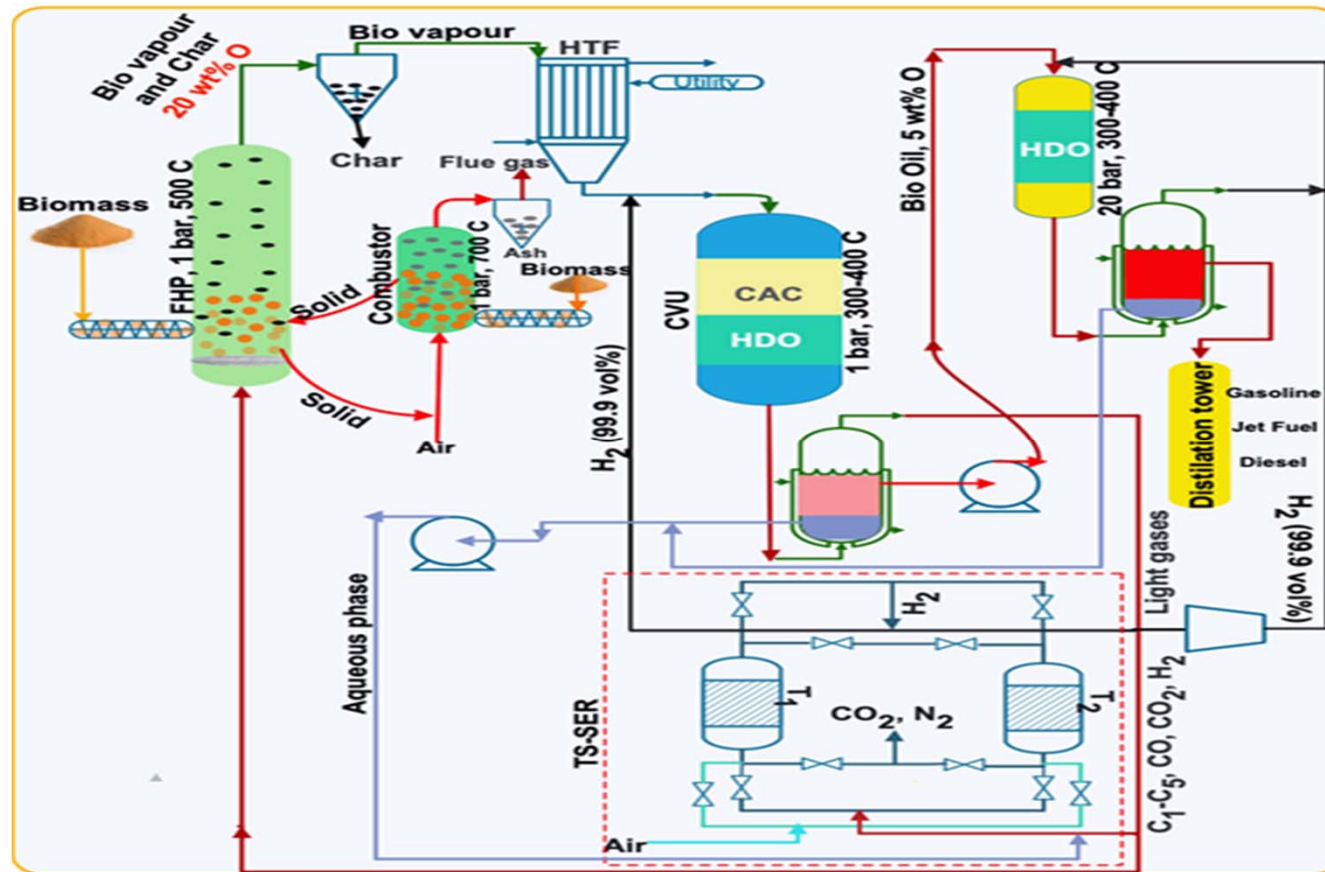 Bio vapour
and Char
20 wt% O
Bio vapour
HTF
Utility
Char
Flue gas
Ash
Biomass
FHP, 1 bar, 500 C
Solid
Solid
Combustor
1 bar, 700 C
Biomass
Air
H2 (99.9 vol%)
CVU
CAC
HDO
1 bar, 300-400 C
Bio Oil, 5 wt% O
HDO
20 bar, 300-400 C
Distilation tower
Gasoline
Jet Fuel
Diesel
H2 (99.9 vol%)
Light gases
C1-C5, CO, CO2, H2
Aqueous phase
TS-SER
H2
T1
T2
CO2, N2
Air